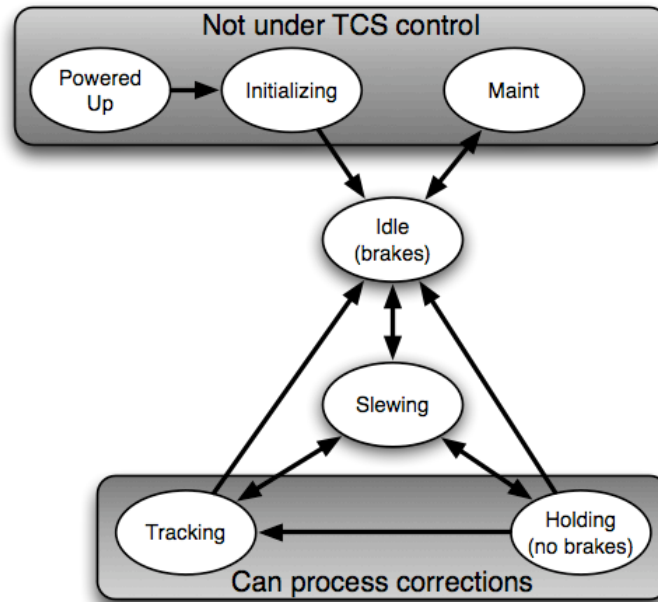 Not under TCS control
Powered
Up
Initializing
Maint
Idle
(brakes)
Slewing
Tracking
Holding
(no brakes)
Can process corrections